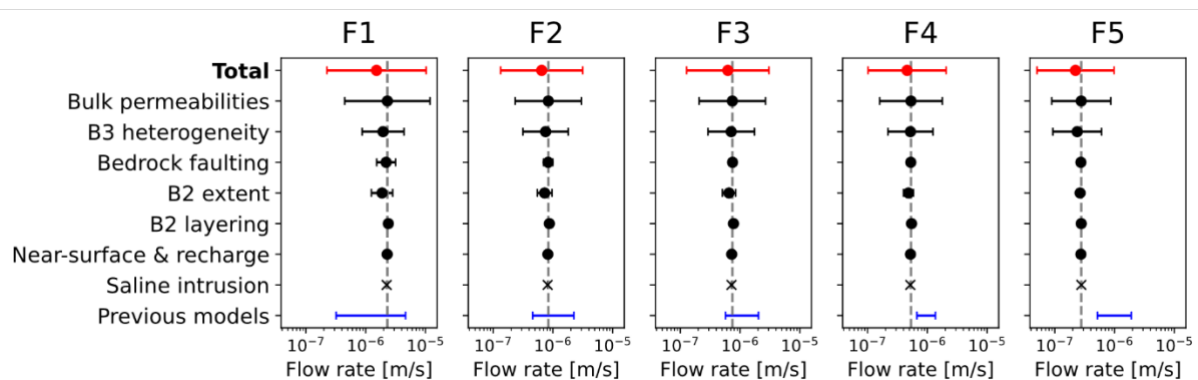 F1 F2 F3 F4 F5
Total
Bulk permeabilities
B3 heterogeneity
Bedrock faulting
B2 extent
B2 layering
Near-surface & recharge
Saline intrusion
Previous models
10⁻⁷ 10⁻⁶ 10⁻⁵ 10⁻⁷ 10⁻⁶ 10⁻⁵ 10⁻⁷ 10⁻⁶ 10⁻⁵ 10⁻⁷ 10⁻⁶ 10⁻⁵ 10⁻⁷ 10⁻⁶ 10⁻⁵
Flow rate [m/s] Flow rate [m/s] Flow rate [m/s] Flow rate [m/s] Flow rate [m/s]